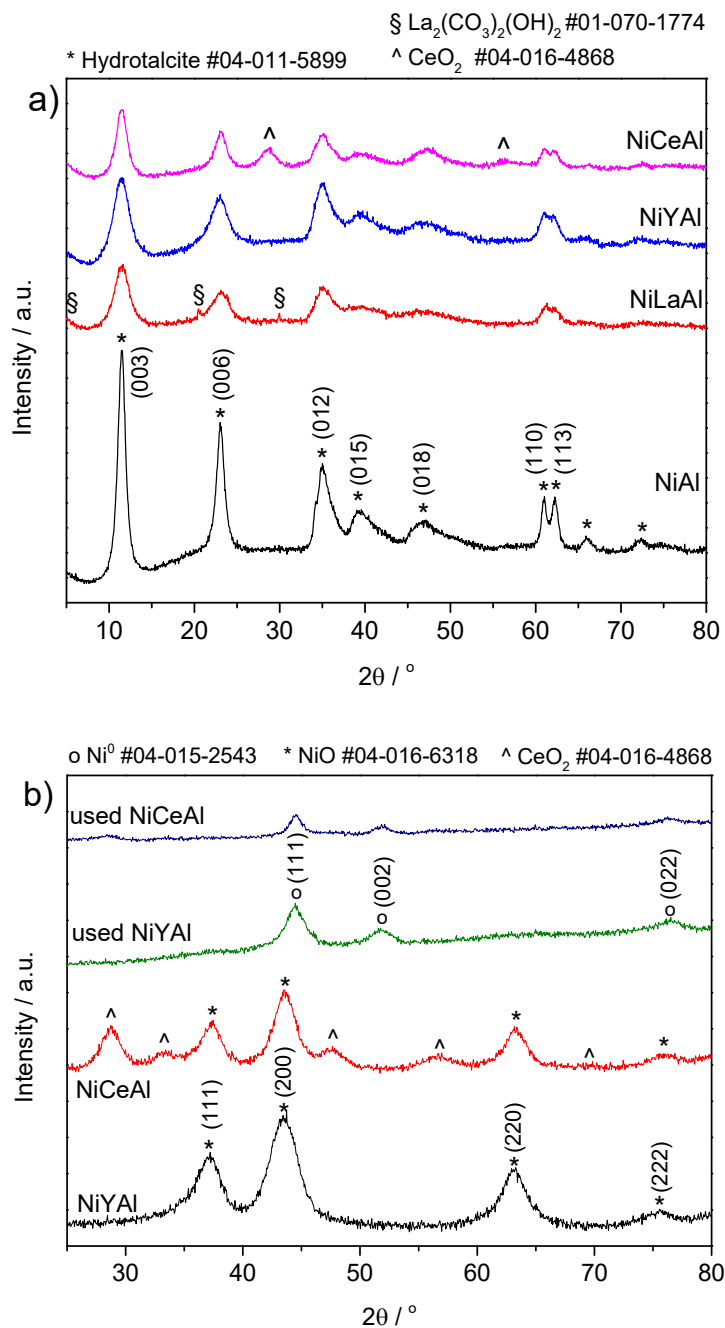 § La₂(CO₃)₂(OH)₂ #01-070-1774
* Hydrotalcite #04-011-5899 ^ CeO₂ #04-016-4868
a)
^ ^
NiCeAl
NiYAl
§ § §
NiLaAl
* (003)
* (006)
* (012)
* (015)
* (018)
* (110)
* (113)
* *
NiAl
Intensity / a.u.
10 20 30 40 50 60 70 80
2θ / °
o Ni⁰ #04-015-2543 * NiO #04-016-6318 ^ CeO₂ #04-016-4868
b)
used NiCeAl
o (111)
o (002)
o (022)
used NiYAl
^ ^ * * ^ ^ * ^ *
NiCeAl
* (111)
* (200)
* (220)
* (222)
NiYAl
Intensity / a.u.
30 40 50 60 70 80
2θ / °